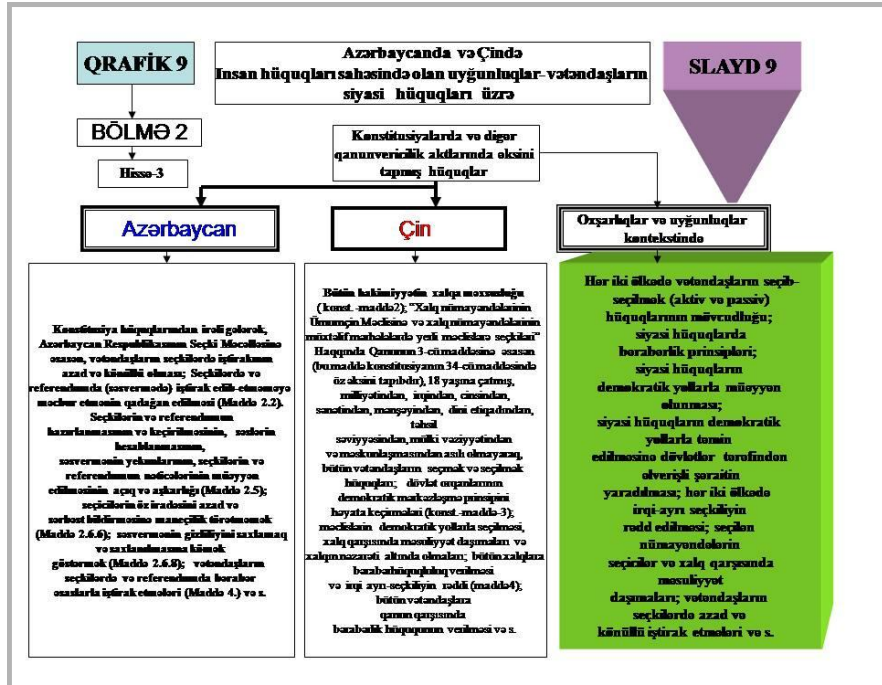 QRAFİK 9
Azərbaycanda və Çində
Insan hüquqları sahəsində olan uyğunluqlar-vətəndaşların
siyasi hüquqları üzrə
SLAYD 9
BÖLMƏ 2
Hissə-3
Konstitusiyalarda və digər
qanunvericilik aktlarında əksini
tapmış hüquqlar
Azərbaycan
Çin
Oxşarlıqlar və uyğunluqlar
kontekstində
Konstitusiya hüquqlarından irəli gələrək,
Azərbaycan Respublikasının Seçki Məcəlləsinə
əsasən, vətəndaşların seçkilərdə iştirakının
azad və könüllü olması; Seçkilərdə və
referendumda (səsvermədə) iştirak edib-etməməyə
məcbur etmənin qadağan edilməsi (Maddə 2.2).
Seçkilərin və referendumun
hazırlanmasının və keçirilməsinin, səslərin
hesablanmasının,
səsvermənin yekunlarının, seçkilərin və
referendumun nəticələrinin müəyyən
edilməsinin açıq və aşkarlığı (Maddə 2.5);
seçicilərin öz iradəsini azad və
sərbəst bildirməsinə maneçilik törətməmək
(Maddə 2.6.6); səsvermənin gizliliyini saxlamaq
və saxlanılmasına kömək
göstərmək (Maddə 2.6.8); vətəndaşların
seçkilərdə və referendumda bərabər
əsaslarla iştirak etmələri (Maddə 4.) və s.
Bütün hakimiyyətin xalqa məxsusluğu
(konst.-maddə2); "Xalq nümayəndələrinin
Ümumçin Məclisinə və xalq nümayəndələrinin
müxtəlif mərhələlərdə yerli məclislərə seçkiləri"
Haqqında Qanunun 3-cü maddəsinə əsasən
(bu maddə konstitusiyanın 34-cü maddəsində
öz əksini tapıbdır), 18 yaşına çatmış,
milliyətindən, irqindən, cinsindən,
sənətindən, mənşəyindən, dini etiqadından,
təhsil
səviyyəsindən, mülki vəziyyətindən
və məskunlaşmasından asılı olmayaraq,
bütün vətəndaşların seçmək və seçilmək
hüquqları; dövlət orqanlarının
demokratik mərkəzləşmə prinsipini
həyata keçirmələri (konst.-maddə-3);
məclislərin demokratik yollarla seçilməsi,
xalq qarşısında məsuliyyət daşımaları və
xalqın nəzarəti altında olmaları; bütün xalqlara
bərabərhüquqluluq verilməsi
və irqi ayrı-seçkiliyin rəddi (maddə4);
bütün vətəndaşlara
qanun qarşısında
bərabərlik hüququnun verilməsi və s.
Hər iki ölkədə vətəndaşların seçib-
seçilmək (aktiv və passiv)
hüquqlarının mövcudluğu;
siyasi hüquqlarda
bərabərlik prinsipləri;
siyasi hüquqların
demokratik yollarla müəyyən
olunması;
siyasi hüquqların demokratik
yollarla təmin
edilməsinə dövlətlər tərəfindən
əlverişli şəraitin
yaradılması; hər iki ölkədə
irqi-ayrı seçkiliyin
rədd edilməsi; seçilən
nümayəndələrin
seçicilər və xalq qarşısında
məsuliyyət
daşımaları; vətəndaşların
seçkilərdə azad və
könüllü iştirak etmələri və s.